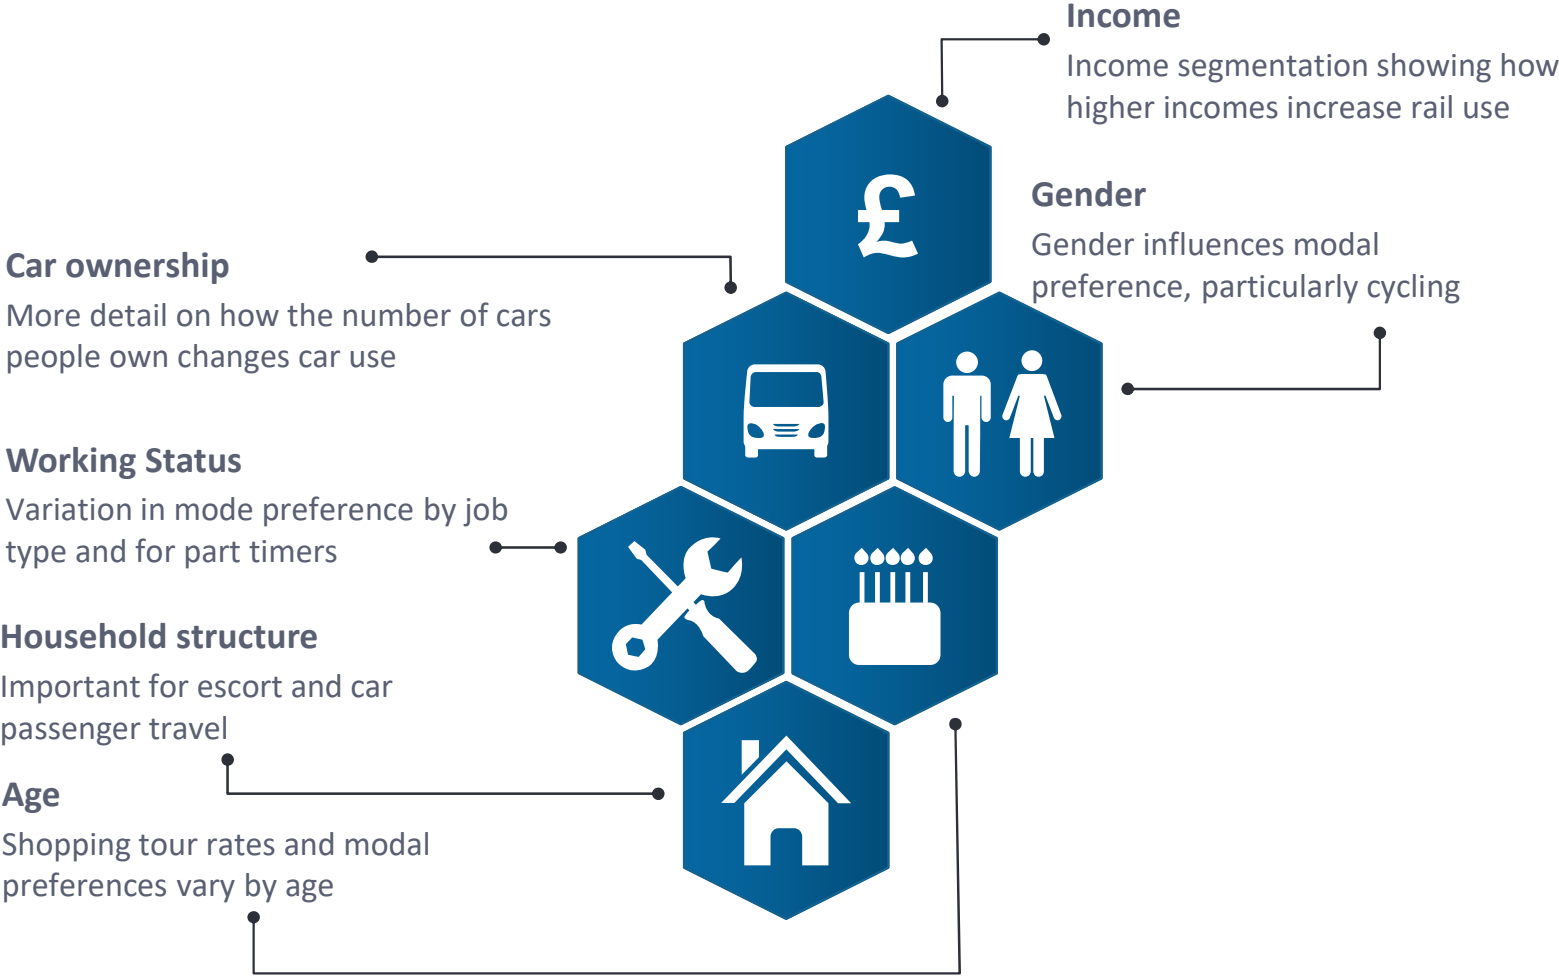 Income
Income segmentation showing how
higher incomes increase rail use
£
Gender
Gender influences modal
preference, particularly cycling
Car ownership
More detail on how the number of cars
people own changes car use
Working Status
Variation in mode preference by job
type and for part timers
Household structure
Important for escort and car
passenger travel
Age
Shopping tour rates and modal
preferences vary by age